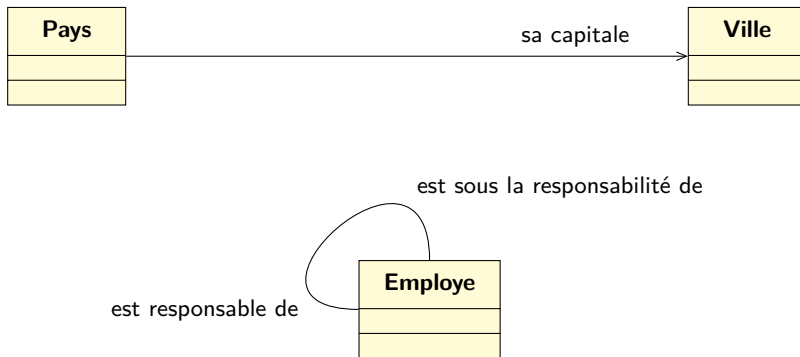 Pays
sa capitale
Ville
est sous la responsabilité de
Employe
est responsable de